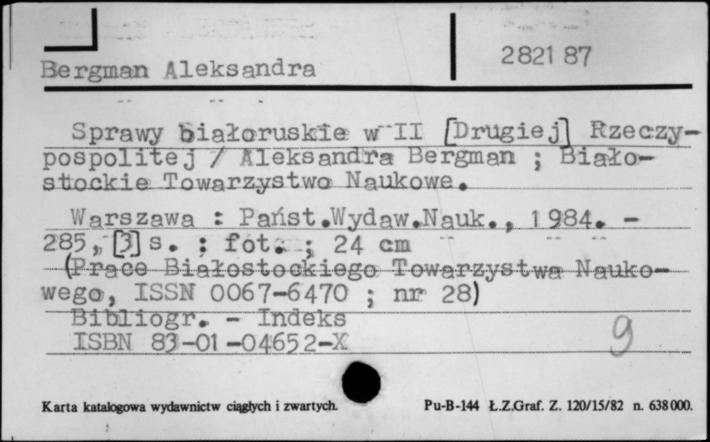 Bergman Aleksandra
2821 87
Sprawy białoruskie w II [Drugiej] Rzeczy-
pospolitej / Aleksandra Bergman ; Biało-
stockie Towarzystwo Naukowe.
Warszawa : Państ.Wydaw.Nauk., 1984. -
285, [3] s. ; fot. ; 24 cm
(Prace Białostockiego Towarzystwa Nauko-
wego, ISSN 0067-6470 ; nr 28)
Bibliogr. - Indeks
ISBN 83-01-04652-X
9
Karta katalogowa wydawnictw ciągłych i zwartych.
Pu-B-144 Ł.Z.Graf. Z. 120/15/82 n. 638000.